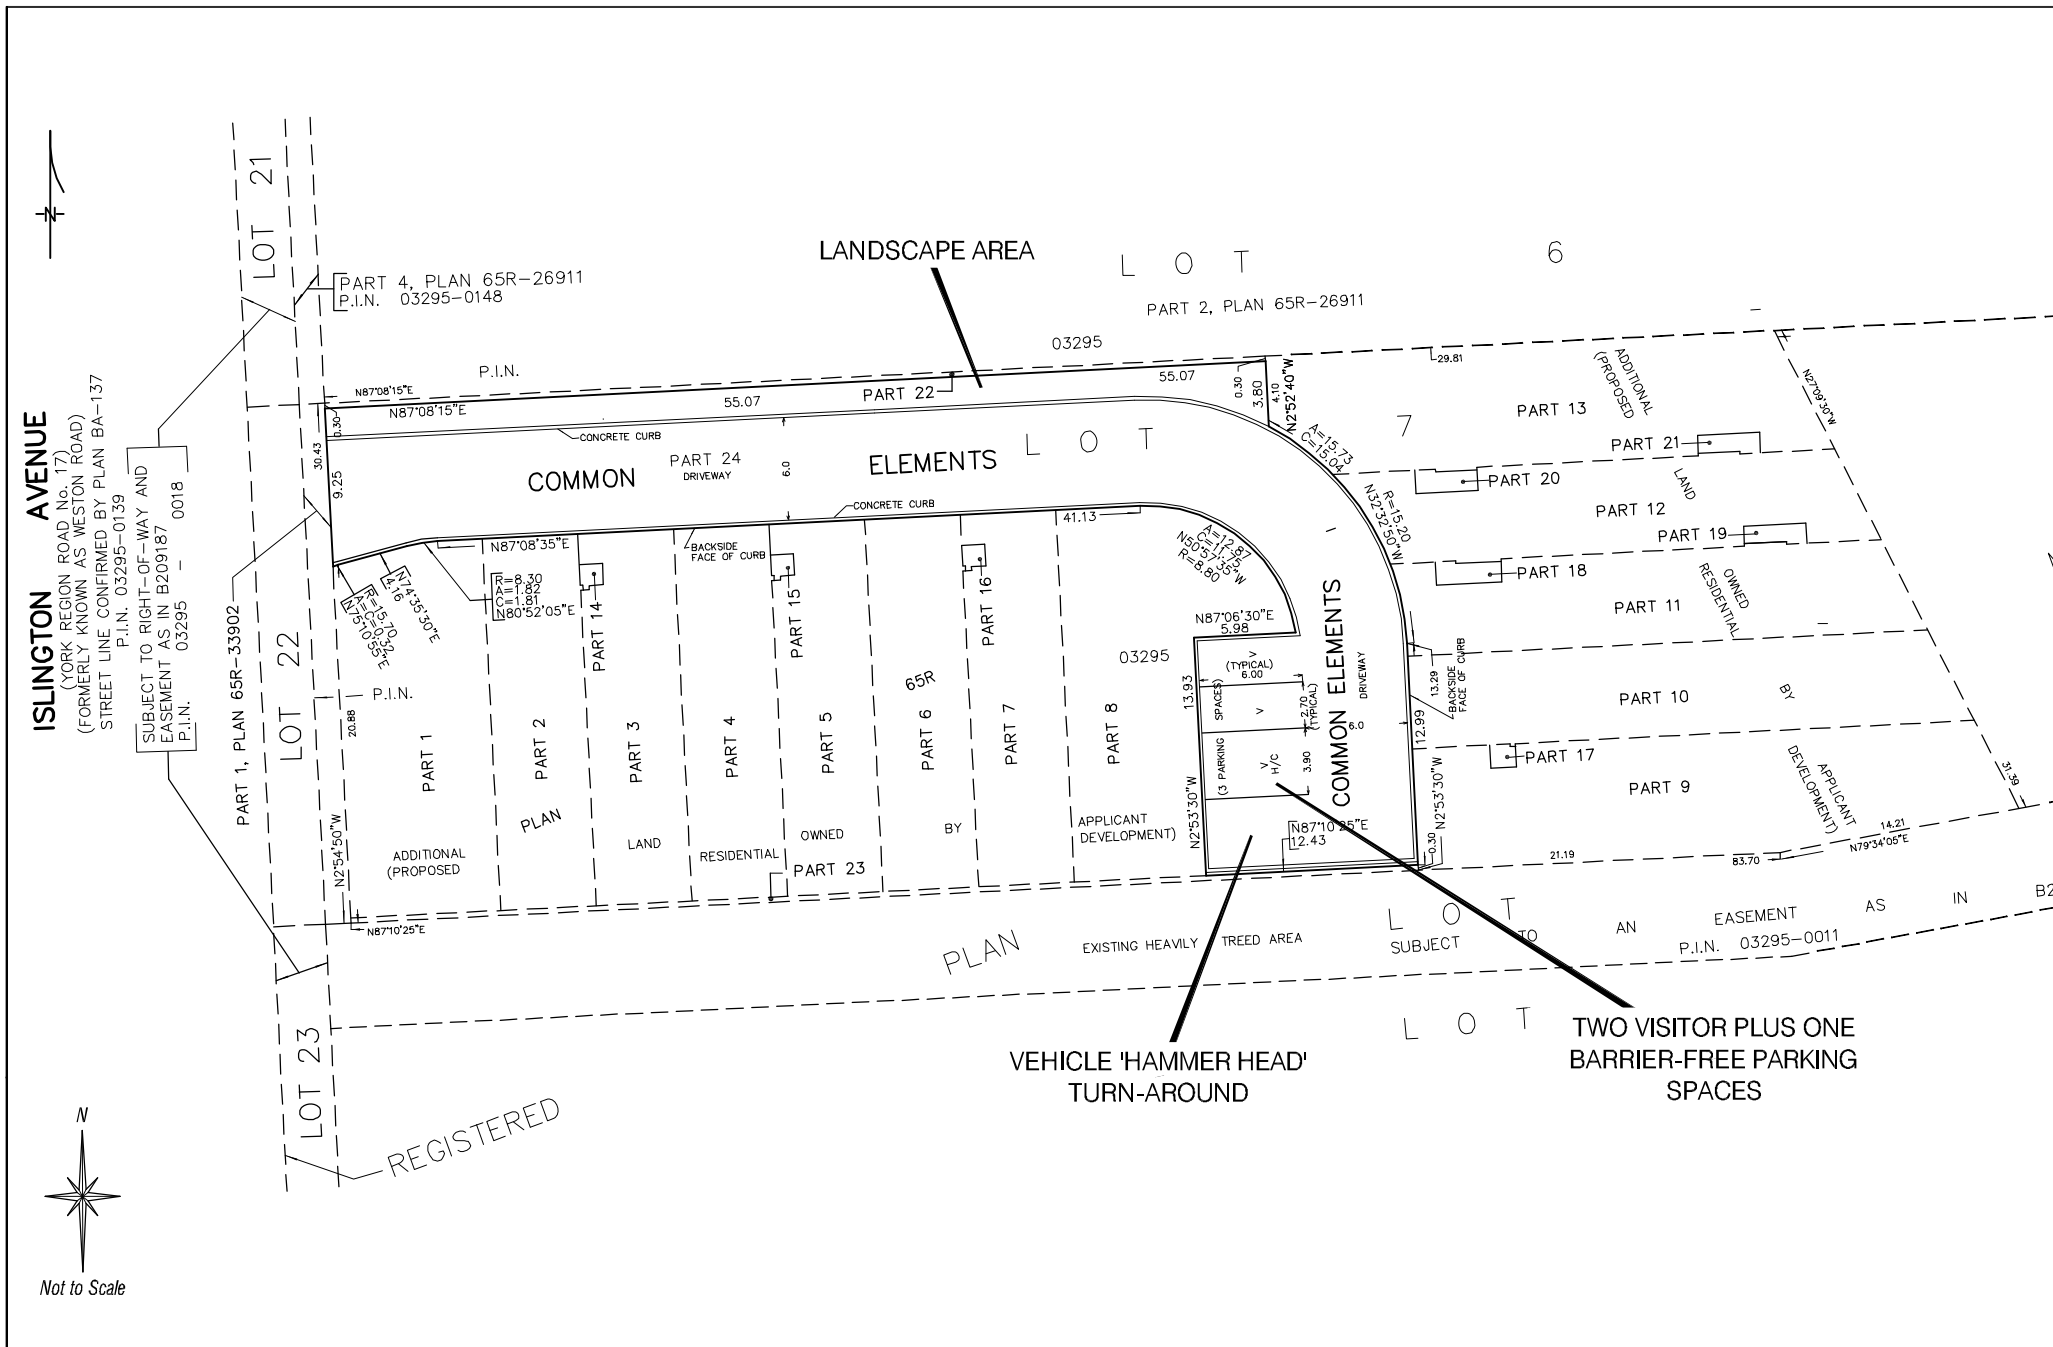 LOT 21
PART 4, PLAN 65R-26911
P.I.N. 03295-0148
LANDSCAPE AREA
L O T
6
PART 2, PLAN 65R-26911
03295
P.I.N.
N87°08'15"E
N87°08'15"E
55.07
PART 22
55.07
0.30
3.80
4.10
N2°52'40"W
29.81
ADDITIONAL
(PROPOSED
PART 13
7
N27°09'30"W
PART 21
PART 20
LAND
PART 12
PART 19
PART 18
OWNED
RESIDENTIAL
PART 11
PART 10
BY
PART 17
PART 9
APPLICANT
DEVELOPMENT)
31.39
14.21
N79°34'05"E
83.70
21.19
ISLINGTON AVENUE
(YORK REGION ROAD No. 17)
(FORMERLY KNOWN AS WESTON ROAD)
STREET LINE CONFIRMED BY PLAN BA-137
P.I.N. 03295-0139
SUBJECT TO RIGHT-OF-WAY AND
EASEMENT AS IN B209187
P.I.N. 03295 - 0018
PART 1, PLAN 65R-33902
LOT 22
30.43
0.30
9.25
CONCRETE CURB
COMMON ELEMENTS
PART 24
DRIVEWAY
6.0
L O T
CONCRETE CURB
41.13
A=15.73
C=15.04
R=15.20
N32°32'50"W
A=12.87
C=11.75
N50°57'35"W
R=8.80
N87°08'35"E
BACKSIDE
FACE OF CURB
R=8.30
A=1.82
C=1.81
N80°52'05"E
N74°35'30"E
4.16
R=15.70
A=C=0.32
N75°10'55"E
P.I.N.
20.88
N2°54'50"W
PART 14
PART 15
PART 16
PART 1
PART 2
PART 3
PART 4
PART 5
PART 6
PART 7
PART 8
65R
03295
PLAN
ADDITIONAL
(PROPOSED
LAND
RESIDENTIAL
OWNED
BY
APPLICANT
DEVELOPMENT)
PART 23
N87°10'25"E
N87°06'30"E
5.98
V
(TYPICAL)
6.00
13.93
(3 PARKING SPACES)
V
2.70
(TYPICAL)
V
H/C
3.90
N2°53'30"W
N87°10'25"E
12.43
COMMON ELEMENTS
DRIVEWAY
6.0
13.29
BACKSIDE
FACE OF CURB
12.99
N2°53'30"W
0.30
PLAN
EXISTING HEAVILY TREED AREA
L O T
SUBJECT TO AN EASEMENT AS IN B2
P.I.N. 03295-0011
L O T
LOT 23
REGISTERED
VEHICLE 'HAMMER HEAD'
TURN-AROUND
TWO VISITOR PLUS ONE
BARRIER-FREE PARKING
SPACES
N
N
Not to Scale